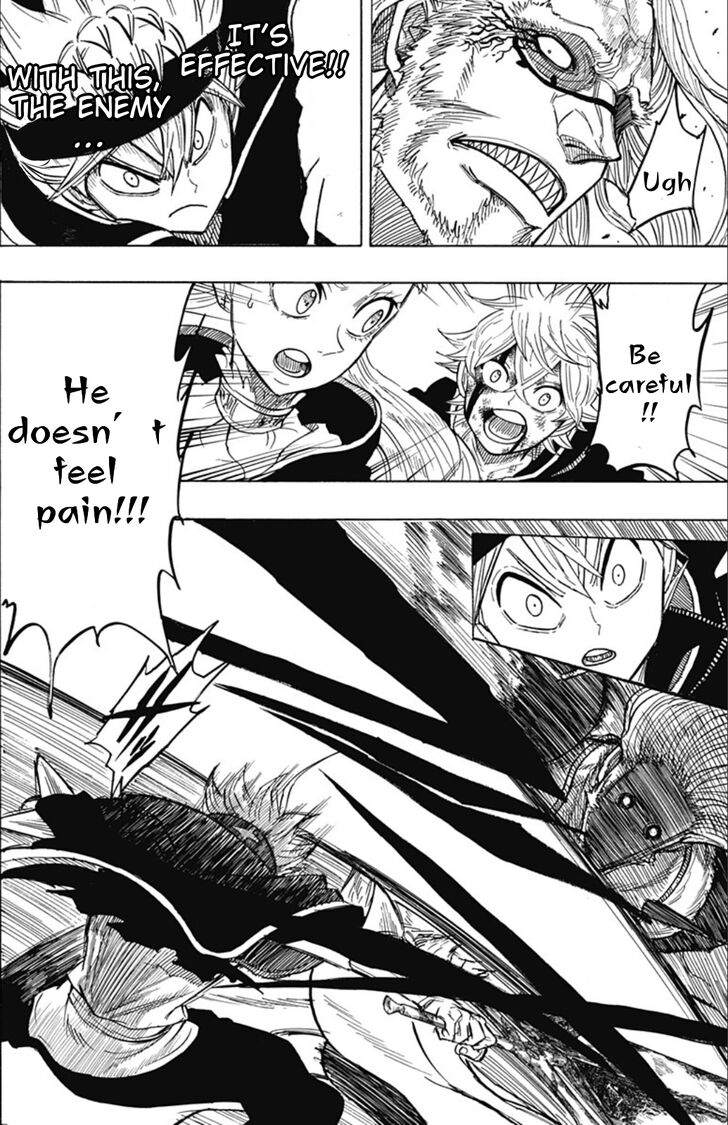 IT'S
EFFECTIVE!!
WITH THIS,
THE ENEMY
...
Ugh
Be
careful
!!
He
doesn’t
feel
pain!!!